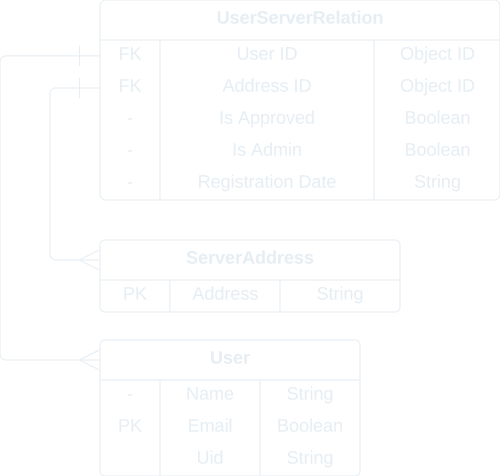 UserServerRelation
FK User ID Object ID
FK Address ID Object ID
- Is Approved Boolean
- Is Admin Boolean
- Registration Date String
ServerAddress
PK Address String
User
- Name String
PK Email Boolean
Uid String